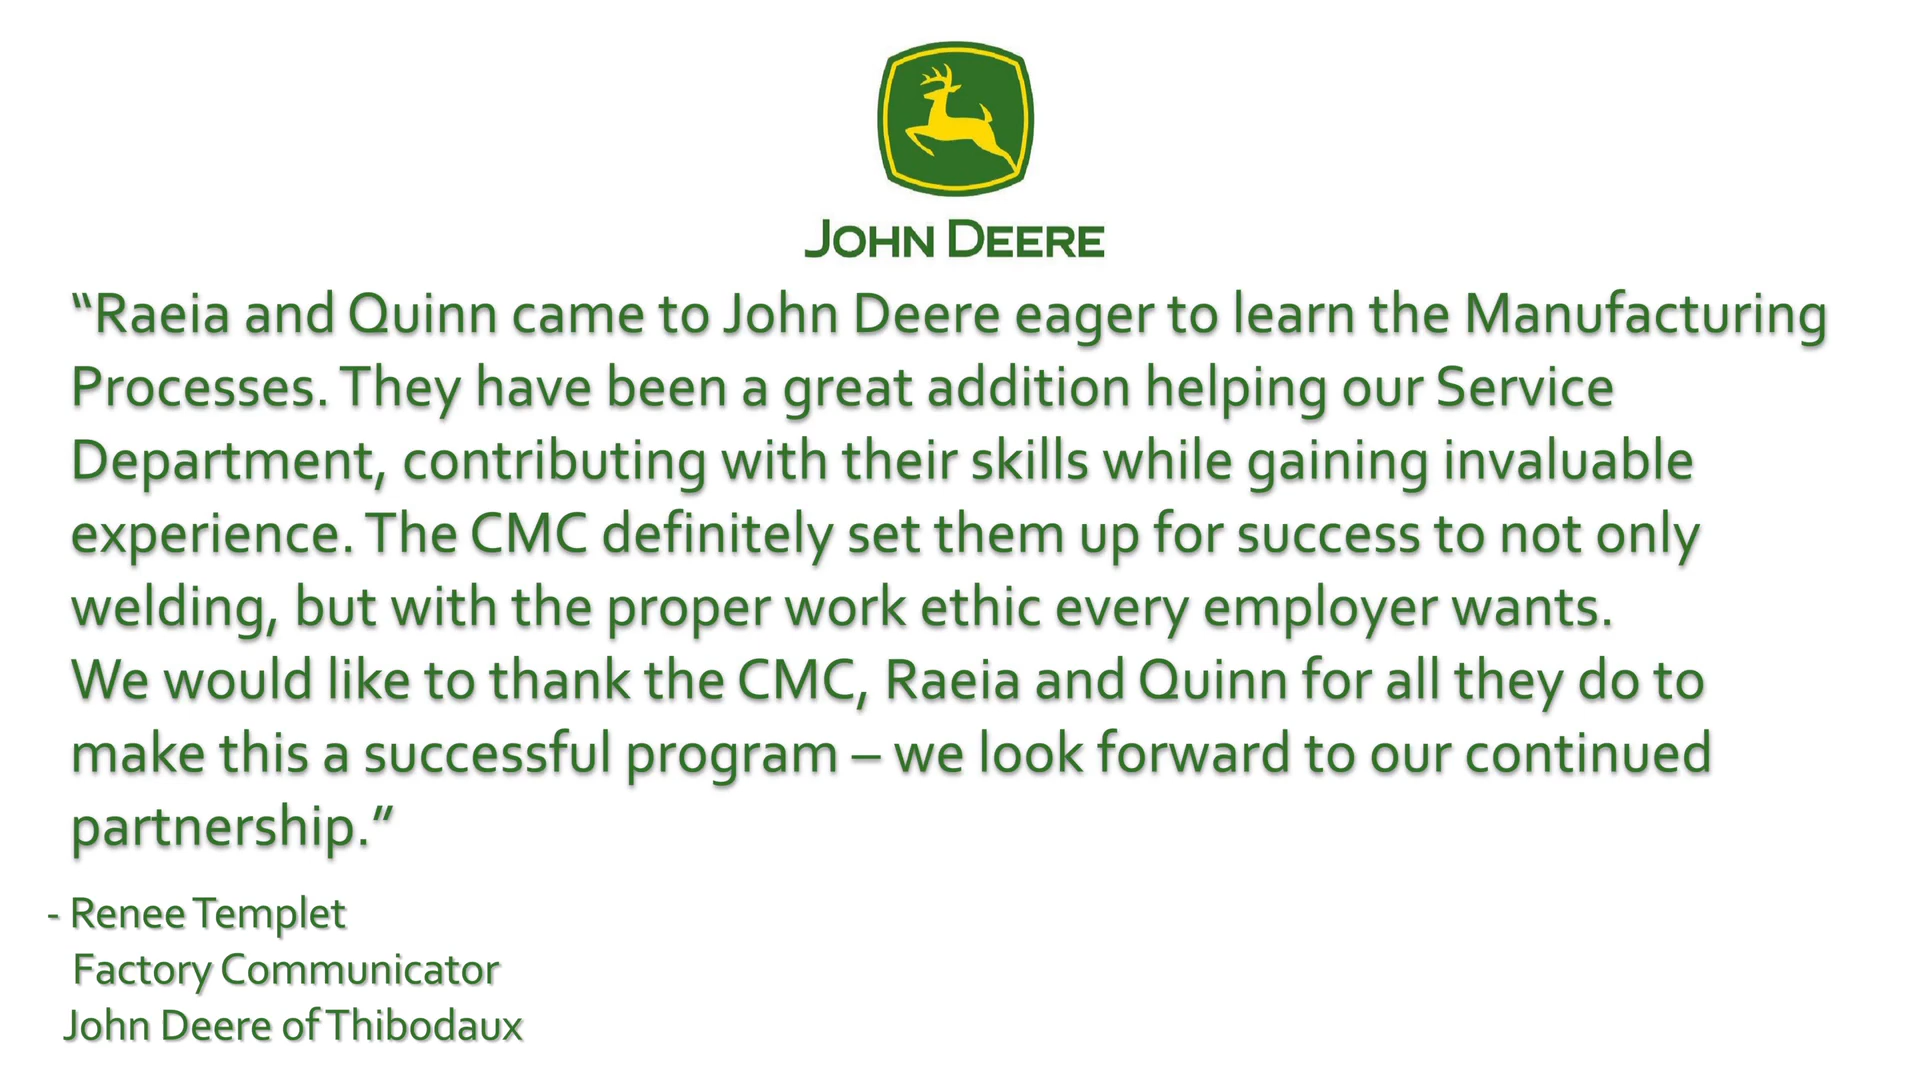 JOHN DEERE
“Raeia and Quinn came to John Deere eager to learn the Manufacturing
Processes. They have been a great addition helping our Service
Department, contributing with their skills while gaining invaluable
experience. The CMC definitely set them up for success to not only
welding, but with the proper work ethic every employer wants.
We would like to thank the CMC, Raeia and Quinn for all they do to
make this a successful program – we look forward to our continued
partnership.”
- Renee Templet
Factory Communicator
John Deere of Thibodaux